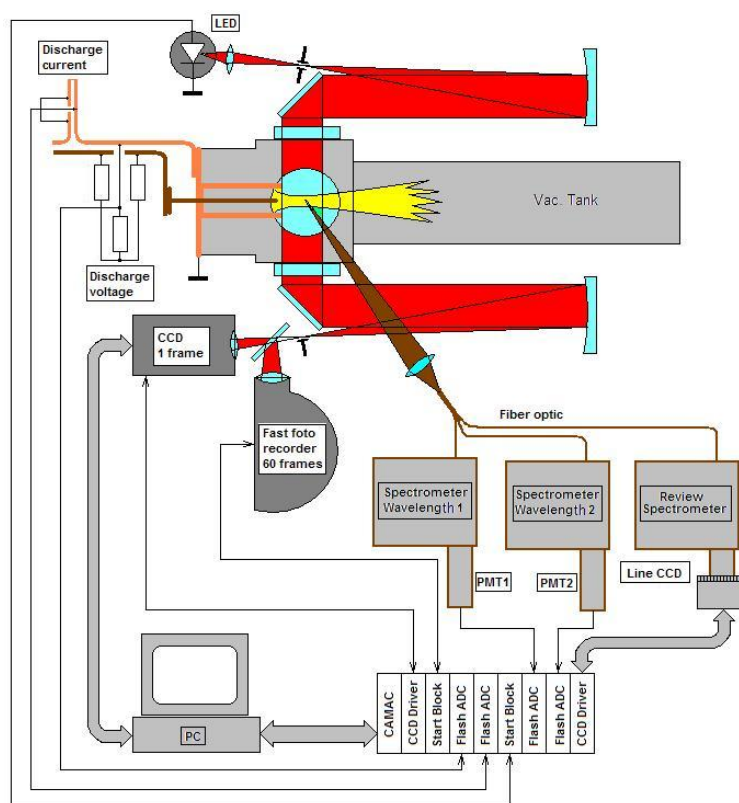 LED
Discharge
current
Vac. Tank
Discharge
voltage
CCD
1 frame
Fast foto
recorder
60 frames
Fiber optic
Spectrometer
Wavelength 1
Spectrometer
Wavelength 2
Review
Spectrometer
PMT1
PMT2
Line CCD
PC
CAMAC
CCD Driver
Start Block
Flash ADC
Flash ADC
Start Block
Flash ADC
Flash ADC
CCD Driver